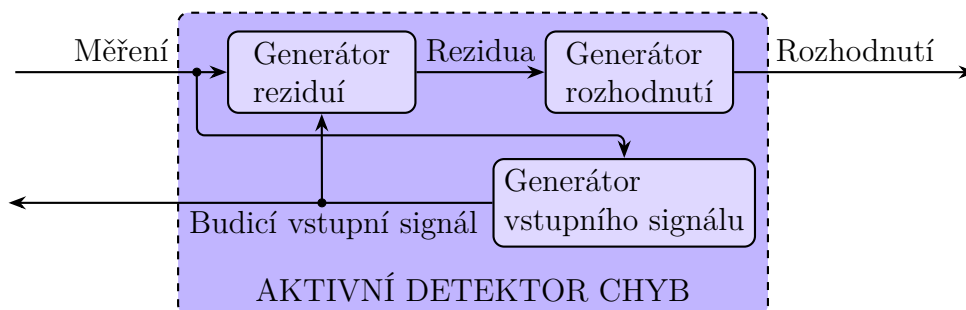 Měření
Generátor
reziduí
Rezidua
Generátor
rozhodnutí
Rozhodnutí
Generátor
vstupního signálu
Budicí vstupní signál
AKTIVNÍ DETEKTOR CHYB